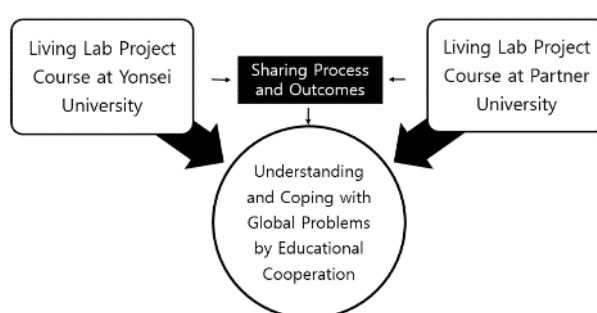 Living Lab Project
Course at Yonsei
University
Sharing Process
and Outcomes
Living Lab Project
Course at Partner
University
Understanding
and Coping with
Global Problems
by Educational
Cooperation